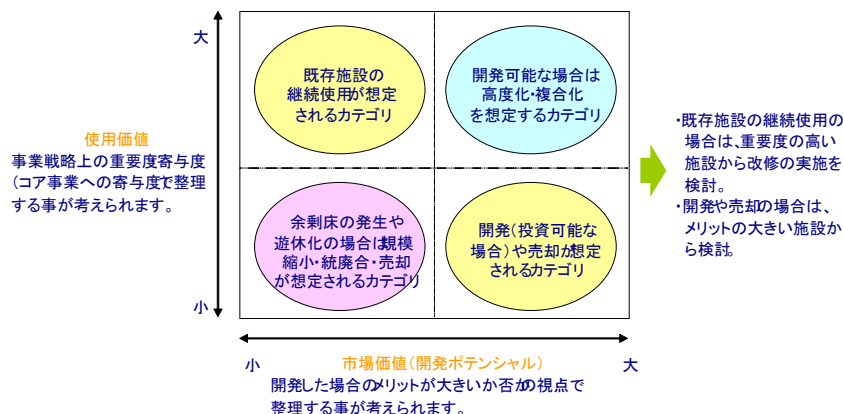 大
既存施設の
継続使用が想定
されるカテゴリ
開発可能な場合は
高度化・複合化
を想定するカテゴリ
使用価値
事業戦略上の重要度寄与度
(コア事業への寄与度で整理
する事が考えられます。
・既存施設の継続使用の
場合は、重要度の高い
施設から改修の実施を
検討。
・開発や売却の場合は、
メリットの大きい施設か
ら検討。
余剰床の発生や
遊休化の場合は規模
縮小・統廃合・売却
が想定されるカテゴリ
開発(投資可能な
場合)や売却が想定
されるカテゴリ
小
小
市場価値(開発ポテンシャル)
大
開発した場合のメリットが大きいか否かの視点で
整理する事が考えられます。